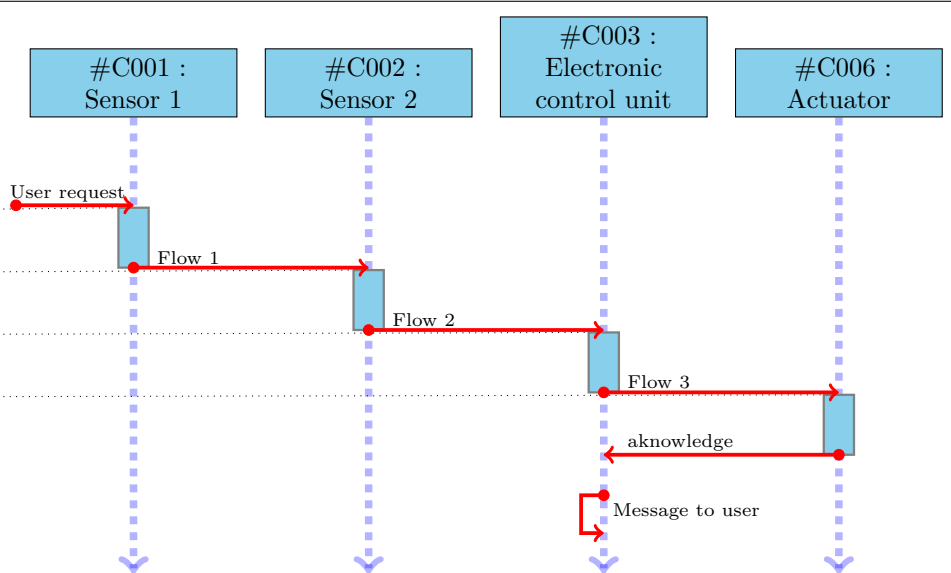 #C001 :
Sensor 1
#C002 :
Sensor 2
#C003 :
Electronic
control unit
#C006 :
Actuator
User request
Flow 1
Flow 2
Flow 3
aknowledge
Message to user